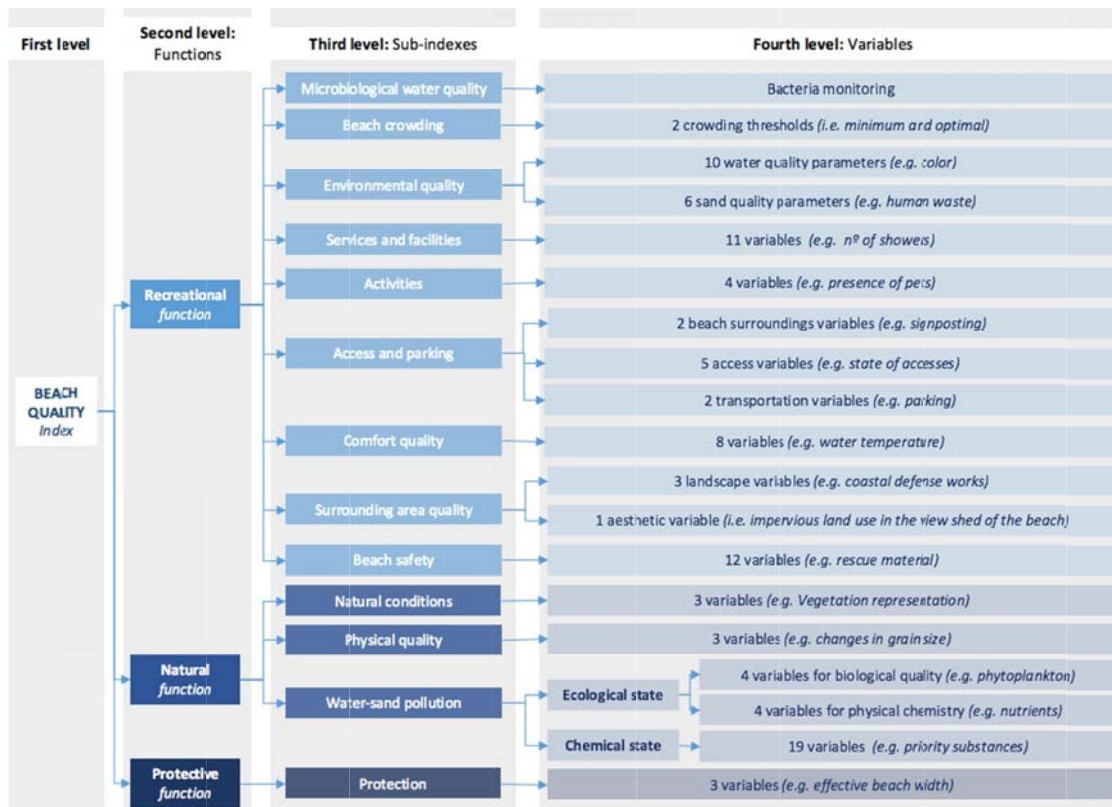 First level
Second level:
Functions
Third level: Sub-indexes
Fourth level: Variables
BEACH
QUALITY
Index
Recreational
function
Natural
function
Protective
function
Microbiological water quality
Bacteria monitoring
Beach crowding
2 crowding thresholds (i.e. minimum and optimal)
Environmental quality
10 water quality parameters (e.g. color)
6 sand quality parameters (e.g. human waste)
Services and facilities
11 variables (e.g. nº of showers)
Activities
4 variables (e.g. presence of pets)
Access and parking
2 beach surroundings variables (e.g. signposting)
5 access variables (e.g. state of accesses)
2 transportation variables (e.g. parking)
Comfort quality
8 variables (e.g. water temperature)
Surrounding area quality
3 landscape variables (e.g. coastal defense works)
1 aesthetic variable (i.e. impervious land use in the view shed of the beach)
Beach safety
12 variables (e.g. rescue material)
Natural conditions
3 variables (e.g. Vegetation representation)
Physical quality
3 variables (e.g. changes in grain size)
Water-sand pollution
Ecological state
4 variables for biological quality (e.g. phytoplankton)
4 variables for physical chemistry (e.g. nutrients)
Chemical state
19 variables (e.g. priority substances)
Protection
3 variables (e.g. effective beach width)